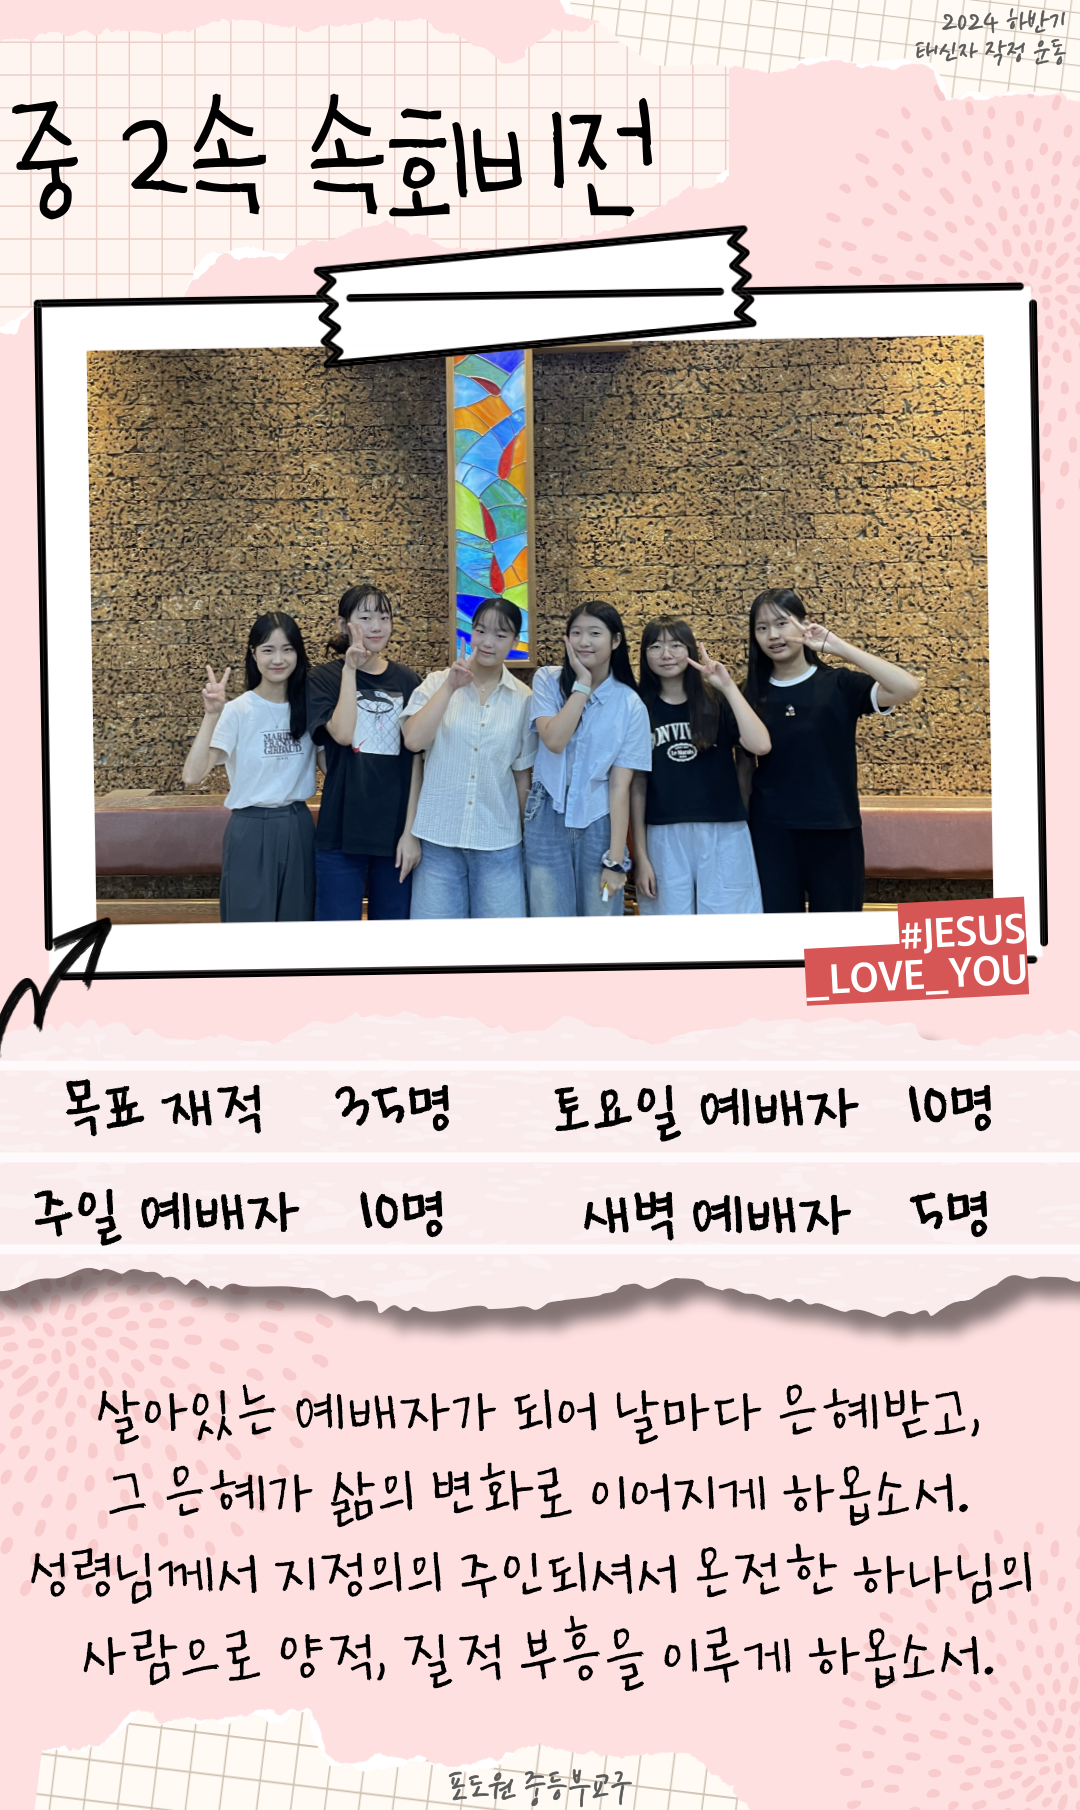 2024 하반기
태신자 작정 운동
중 2속 속회비전
MARITHÉ
FRANCOIS
GIRBAUD
ONVIV
Le Marais
#JESUS
_LOVE_YOU
목표 재적 35명 토요일 예배자 10명
주일 예배자 10명 새벽 예배자 5명
살아있는 예배자가 되어 날마다 은혜받고,
그 은혜가 삶의 변화로 이어지게 하옵소서.
성령님께서 지정의의 주인되셔서 온전한 하나님의
사람으로 양적, 질적 부흥을 이루게 하옵소서.
포도원 중등부교구